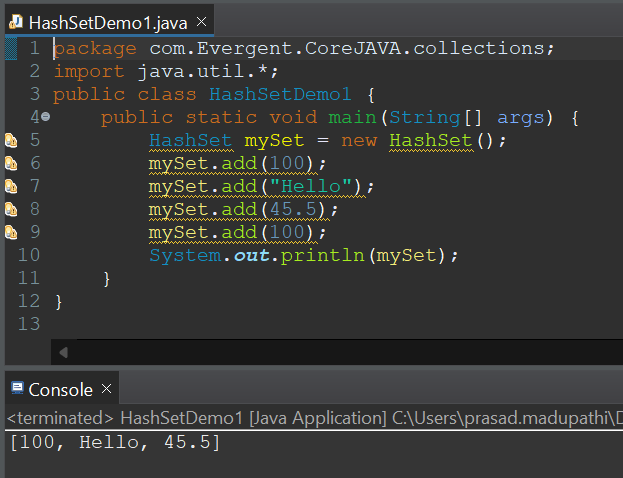 HashSetDemo1.java ×
1 package com.Evergent.CoreJAVA.collections;
2 import java.util.*;
3 public class HashSetDemo1 {
4     public static void main(String[] args) {
5         HashSet mySet = new HashSet();
6         mySet.add(100);
7         mySet.add("Hello");
8         mySet.add(45.5);
9         mySet.add(100);
10         System.out.println(mySet);
11     }
12 }
13
Console ×
<terminated> HashSetDemo1 [Java Application] C:\Users\prasad.madupathi\
[100, Hello, 45.5]